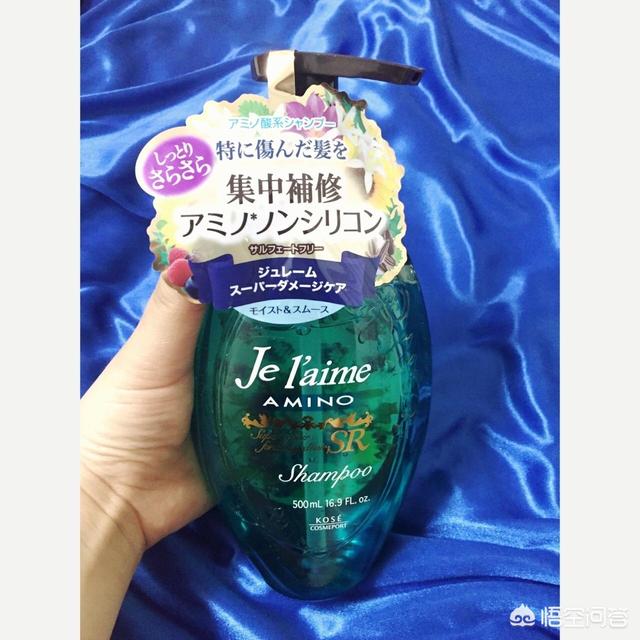 アミノ酸系シャンプー
しっとり
さらさら
特に傷んだ髪を
集中補修
アミノ*ノンシリコン
サルフェートフリー
ジュレーム
スーパーダメージケア
モイスト&スムース
Je l'aime
AMINO
SR
Shampoo
500mL 16.9 FL. oz.
KOSÉ
COSMEPORT
悟空问答